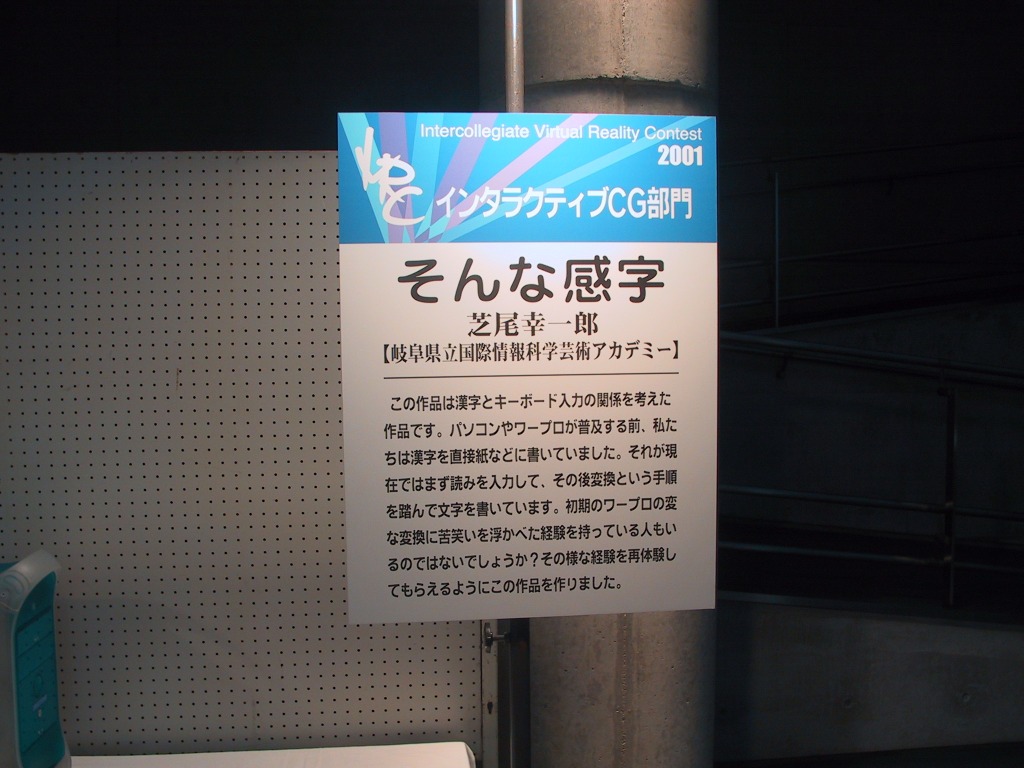 Intercollegiate Virtual Reality Contest
2001
IVRC
インタラクティブCG部門
そんな感字
芝尾幸一郎
【岐阜県立国際情報科学芸術アカデミー】
この作品は漢字とキーボード入力の関係を考えた
作品です。パソコンやワープロが普及する前、私た
ちは漢字を直接紙などに書いていました。それが現
在ではまず読みを入力して、その後変換という手順
を踏んで文字を書いています。初期のワープロの変
な変換に苦笑いを浮かべた経験を持っている人もい
るのではないでしょうか？その様な経験を再体験し
てもらえるようにこの作品を作りました。